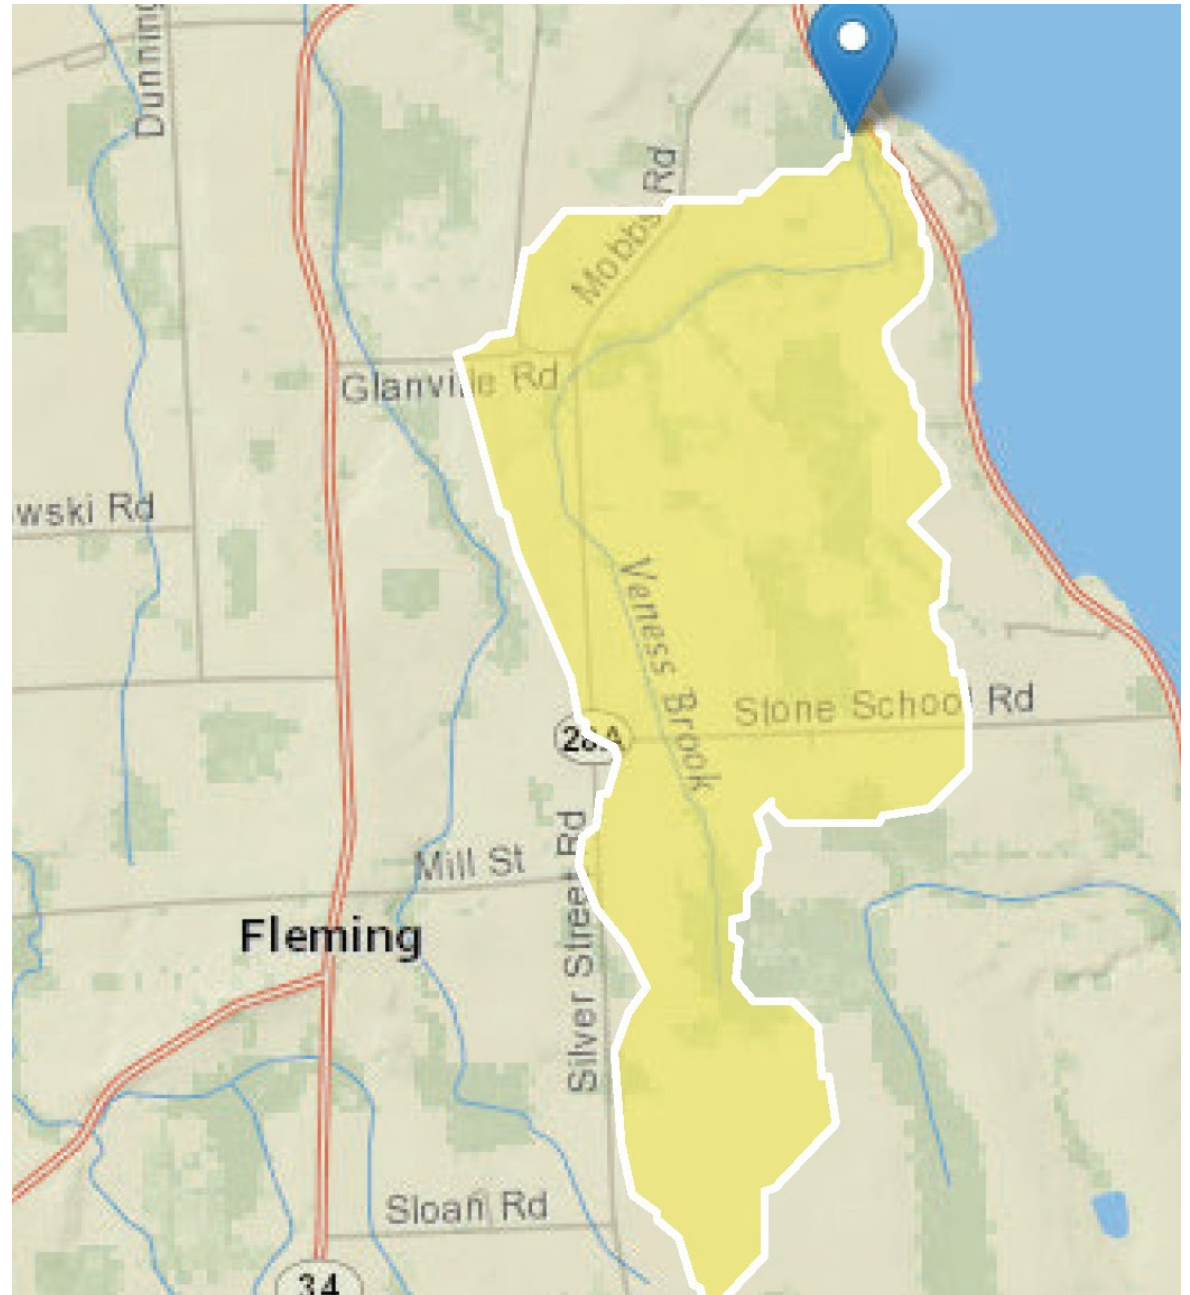 Dunning
Mobbs Rd
Glanville Rd
wski Rd
Veness Brook
Stone School Rd
Mill St
Fleming
Silver Street Rd
Sloan Rd
34